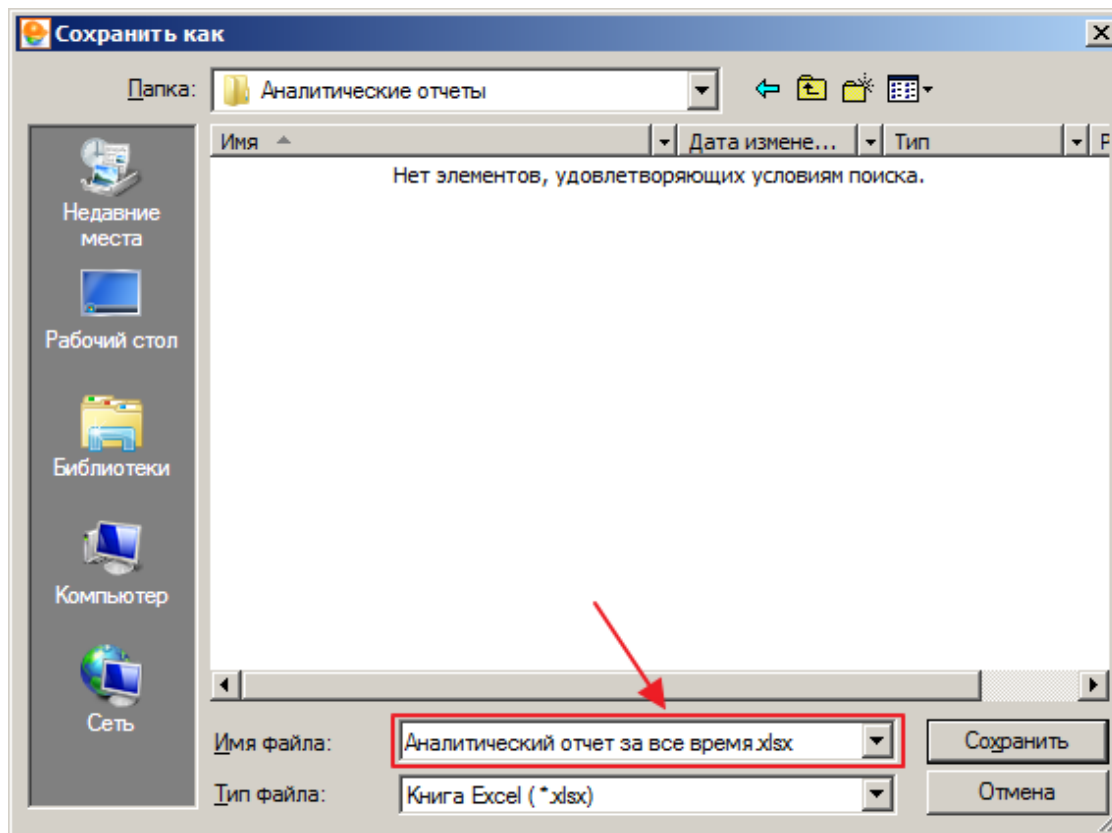 Сохранить как
Папка:
Аналитические отчеты
Имя
Дата измене...
Тип
Р
Нет элементов, удовлетворяющих условиям поиска.
Недавние
места
Рабочий стол
Библиотеки
Компьютер
Сеть
Имя файла:
Аналитический отчет за все время.xlsx
Сохранить
Тип файла:
Книга Excel ( *.xlsx)
Отмена